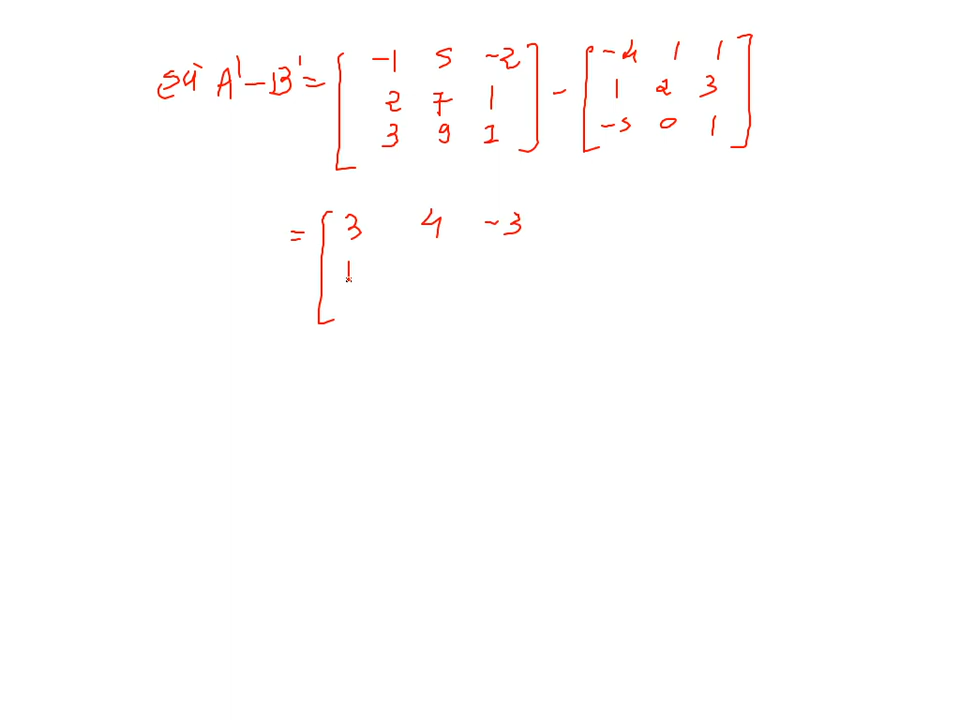 A' - B' = [ -1 5 -2 ] - [ -4 1 1 ]
2 7 1 1 2 3
3 9 1 -5 0 1
= [ 3 4 -3
1